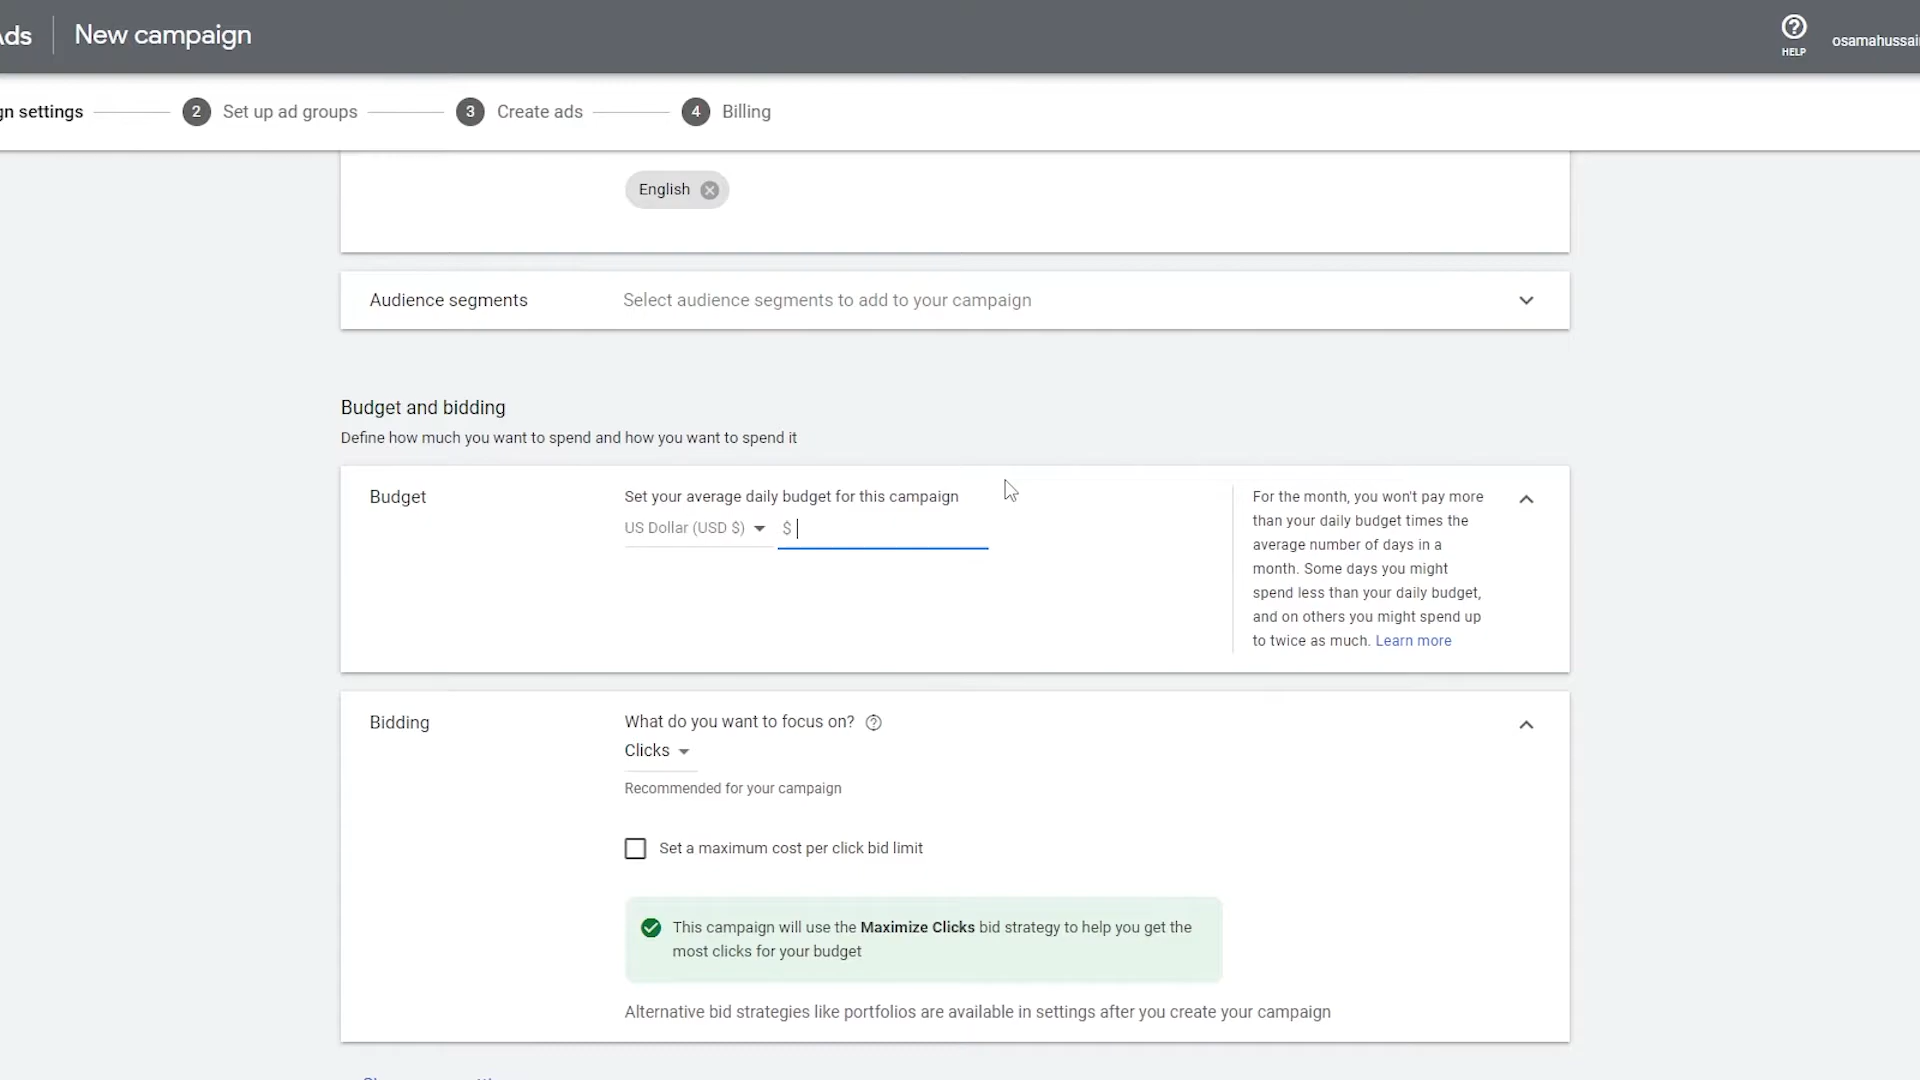 Ads New campaign
HELP
osamahussai
gn settings 2 Set up ad groups 3 Create ads 4 Billing
English
Audience segments Select audience segments to add to your campaign
Budget and bidding
Define how much you want to spend and how you want to spend it
Budget
Set your average daily budget for this campaign
US Dollar (USD $) $
For the month, you won't pay more
than your daily budget times the
average number of days in a
month. Some days you might
spend less than your daily budget,
and on others you might spend up
to twice as much. Learn more
Bidding
What do you want to focus on?
Clicks
Recommended for your campaign
Set a maximum cost per click bid limit
This campaign will use the Maximize Clicks bid strategy to help you get the
most clicks for your budget
Alternative bid strategies like portfolios are available in settings after you create your campaign